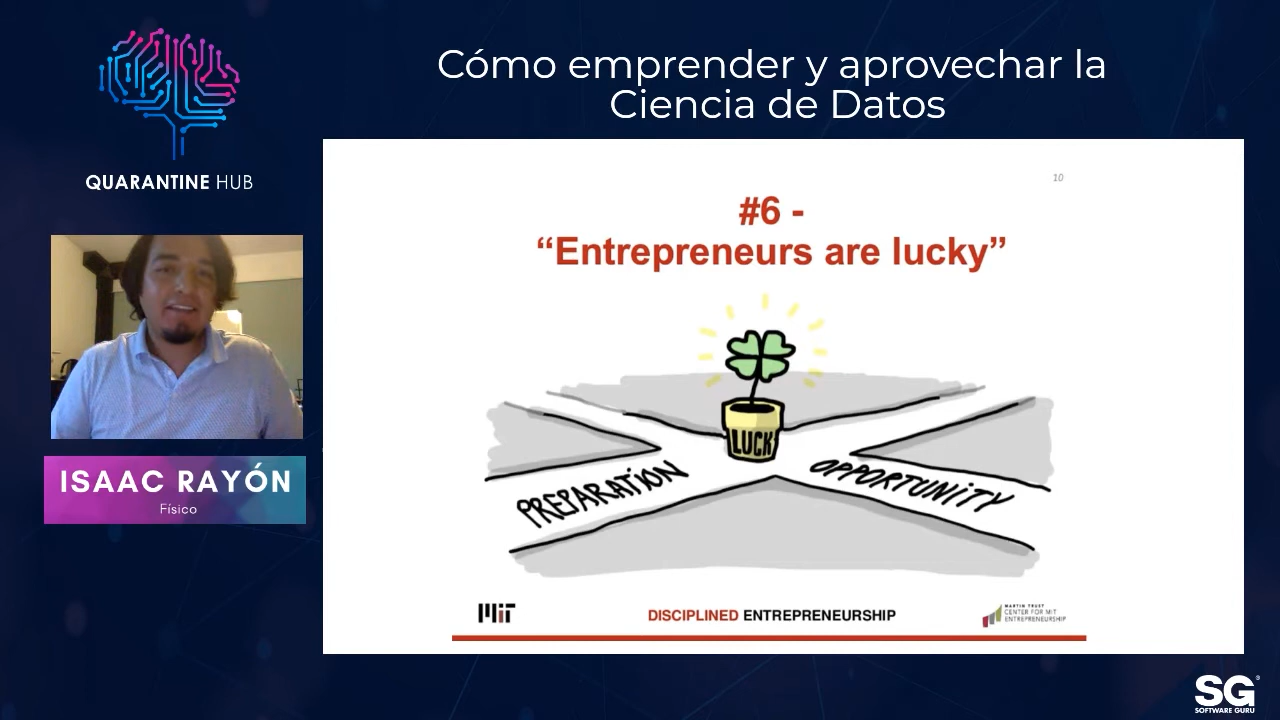 Cómo emprender y aprovechar la
Ciencia de Datos
QUARANTINE HUB
10
#6 -
“Entrepreneurs are lucky”
LUCK
PREPARATION
OPPORTUNITY
ISAAC RAYÓN
Físico
MIT
DISCIPLINED ENTREPRENEURSHIP
MARTIN TRUST
CENTER FOR MIT
ENTREPRENEURSHIP
SG
SOFTWARE GURU